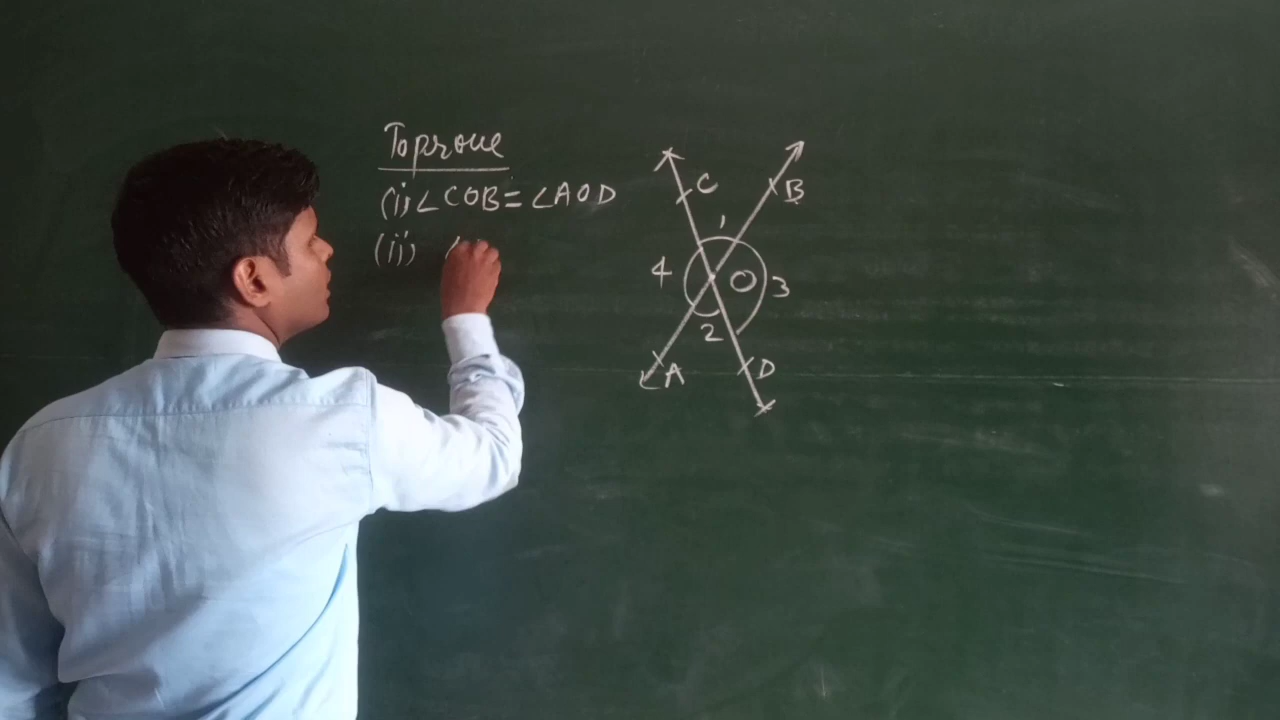 To prove
(i) ∠COB = ∠AOD
(ii)
C
B
1
4
O
3
2
A
D